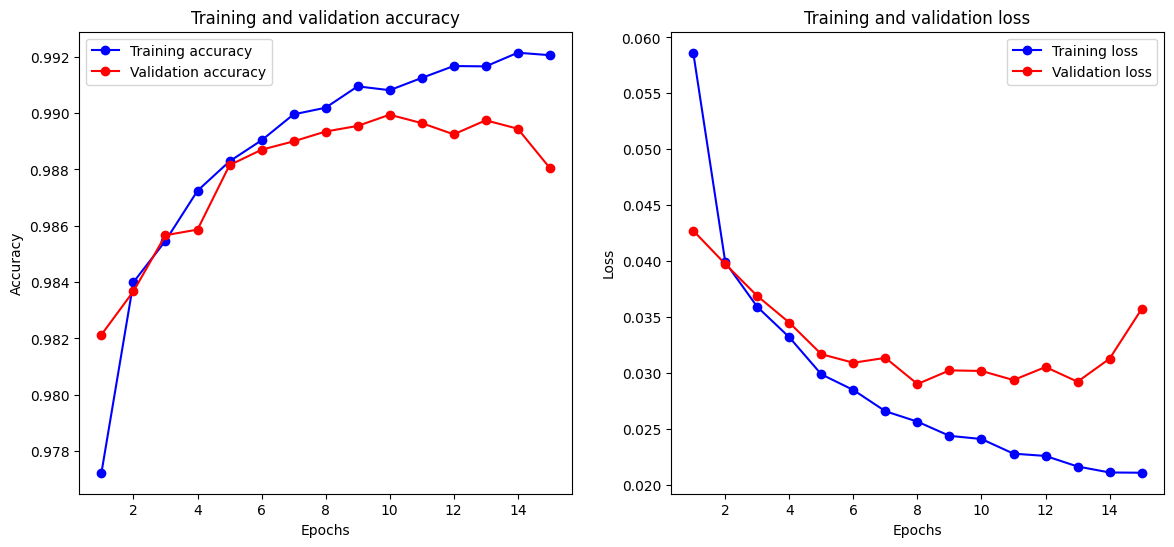 Training and validation accuracy
Training accuracy
Validation accuracy
0.992
0.990
0.988
0.986
0.984
0.982
0.980
0.978
Accuracy
2 4 6 8 10 12 14
Epochs
Training and validation loss
Training loss
Validation loss
0.060
0.055
0.050
0.045
0.040
0.035
0.030
0.025
0.020
Loss
2 4 6 8 10 12 14
Epochs